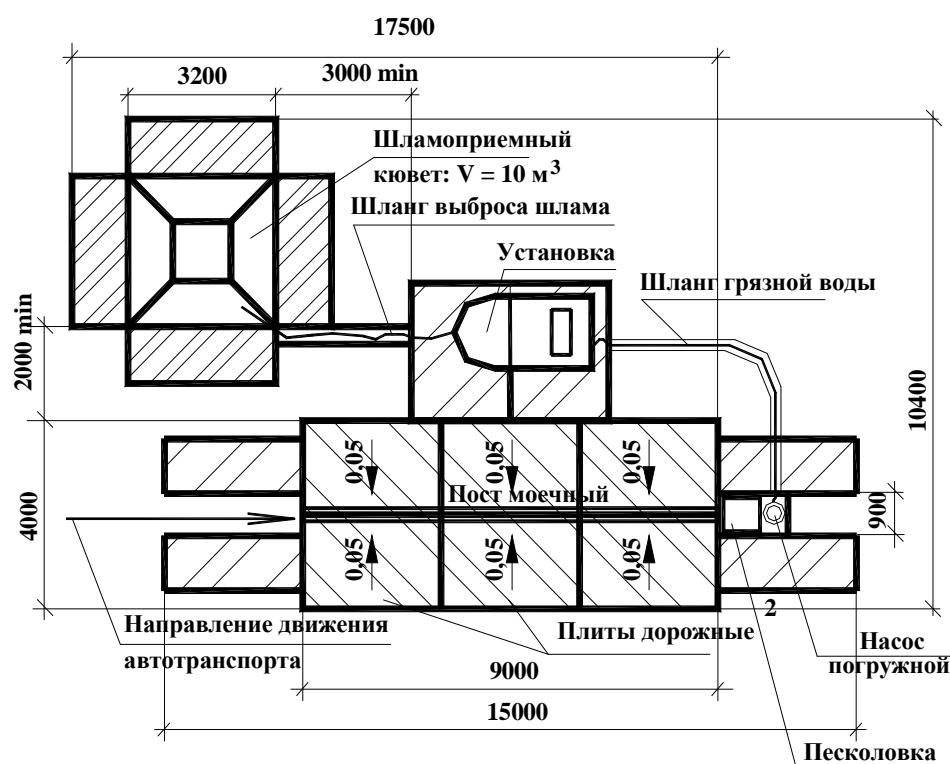 17500
3200
3000 min
Шламоприемный
кювет: V = 10 м³
Шланг выброса шлама
Установка
Шланг грязной воды
2000 min
10400
0,05
0,05
0,05
Пост моечный
4000
900
0,05
0,05
0,05
2
Направление движения
автотранспорта
Плиты дорожные
Насос
погружной
9000
15000
Песколовка